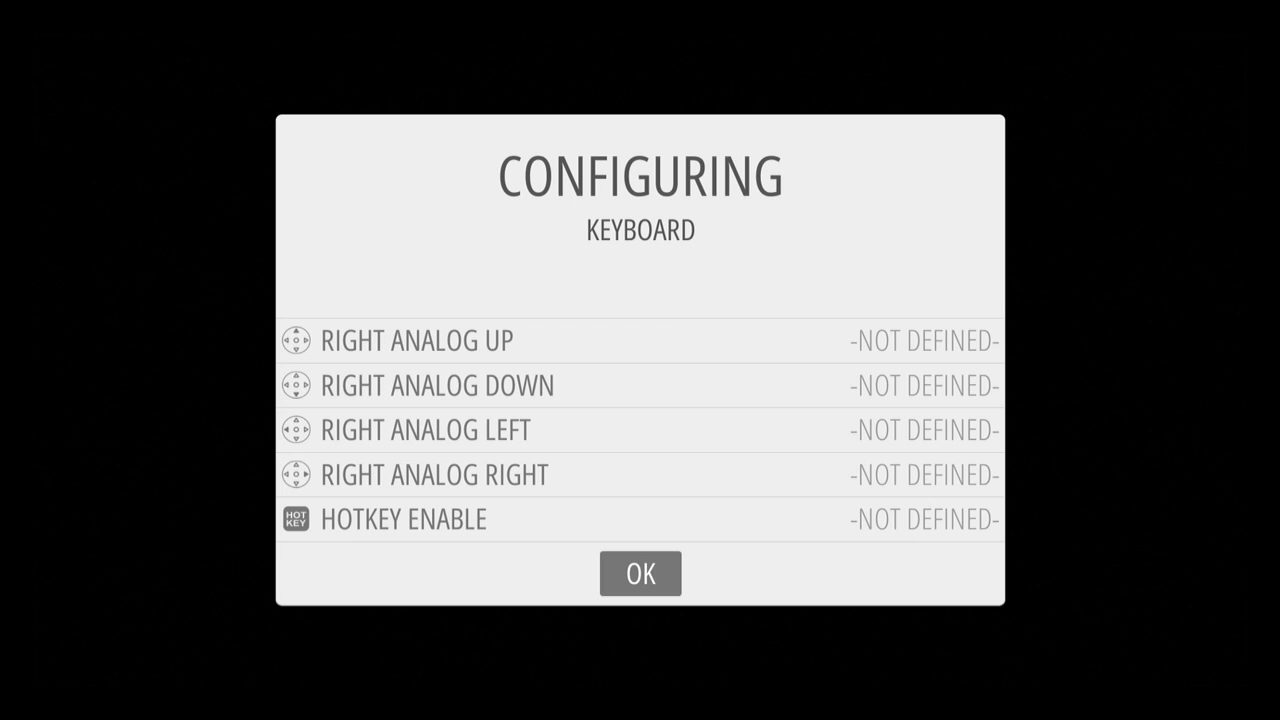 CONFIGURING
KEYBOARD
RIGHT ANALOG UP -NOT DEFINED-
RIGHT ANALOG DOWN -NOT DEFINED-
RIGHT ANALOG LEFT -NOT DEFINED-
RIGHT ANALOG RIGHT -NOT DEFINED-
HOT KEY HOTKEY ENABLE -NOT DEFINED-
OK